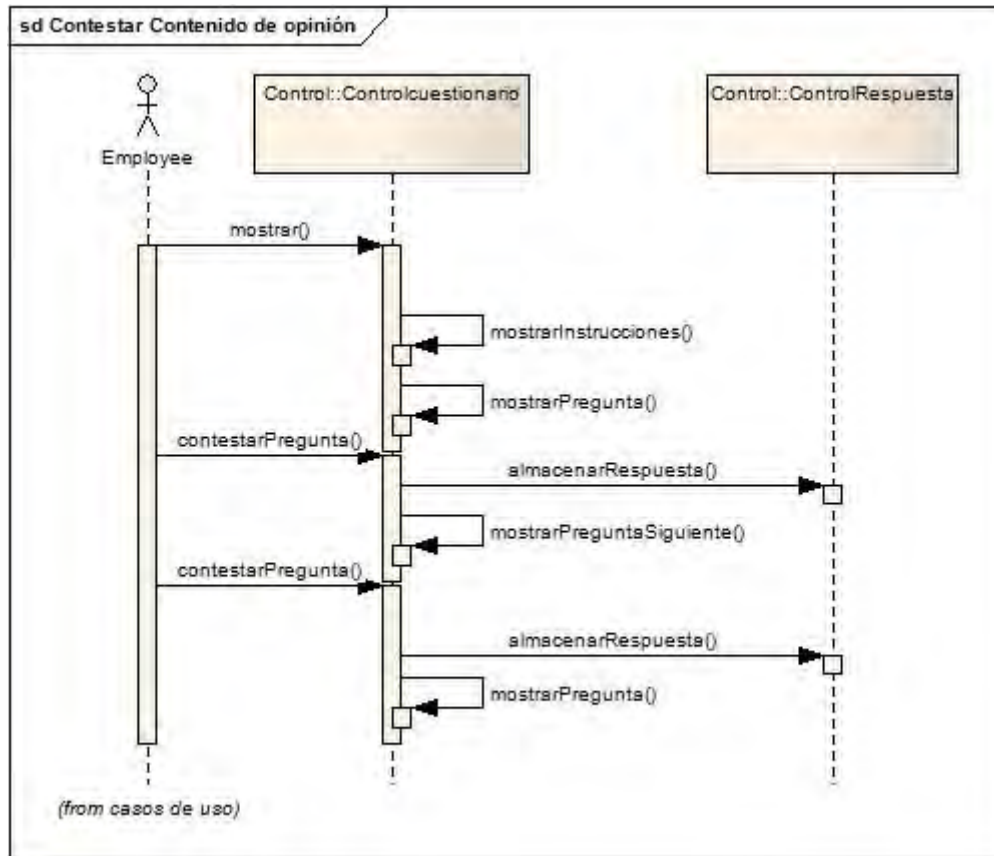 sd Contestar Contenido de opinión
Control::Controlcuestionario
Control::ControlRespuesta
Employee
mostrar()
mostrarInstrucciones()
mostrarPregunta()
contestarPregunta()
almacenarRespuesta()
mostrarPreguntaSiguiente()
contestarPregunta()
almacenarRespuesta()
mostrarPregunta()
(from casos de uso)